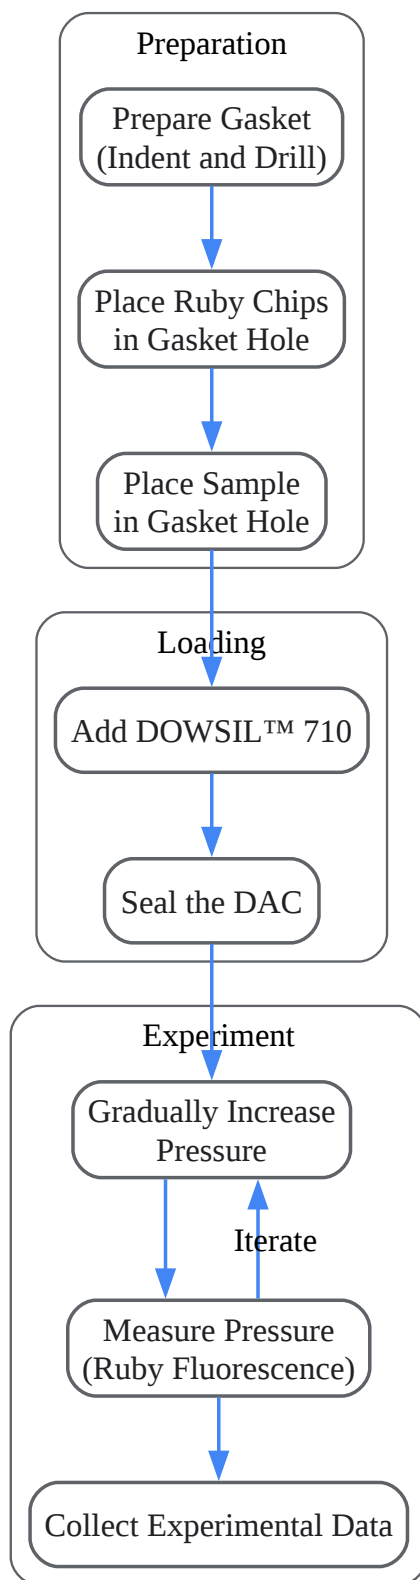 Preparation
Prepare Gasket
(Indent and Drill)
Place Ruby Chips
in Gasket Hole
Place Sample
in Gasket Hole
Loading
Add DOWSIL™ 710
Seal the DAC
Experiment
Gradually Increase
Pressure
Iterate
Measure Pressure
(Ruby Fluorescence)
Collect Experimental Data